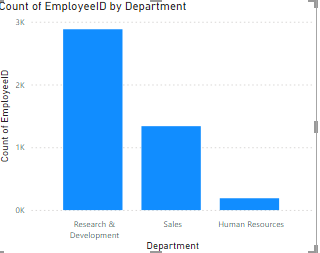 Count of EmployeeID by Department
3K
2K
1K
0K
Count of EmployeeID
Research &
Development
Sales
Human Resources
Department